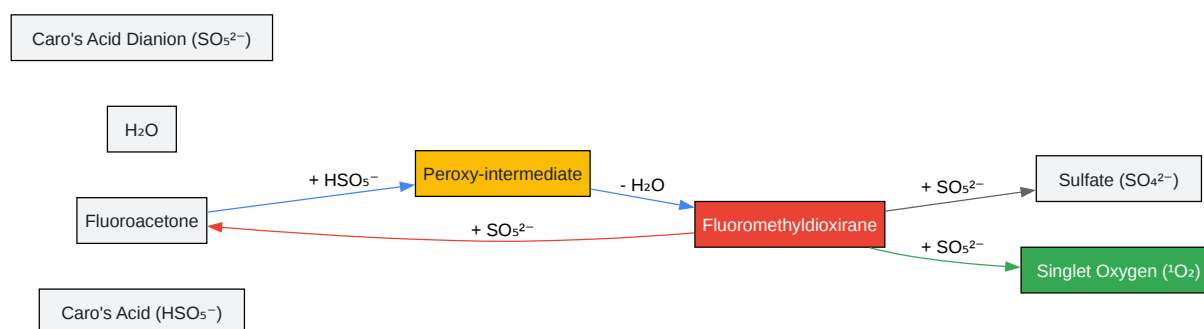 Caro's Acid Dianion (SO₅²⁻)
H₂O
Peroxy-intermediate
+ HSO₅⁻
- H₂O
+ SO₅²⁻
Sulfate (SO₄²⁻)
Fluoroacetone
Fluoromethyldioxirane
+ SO₅²⁻
+ SO₅²⁻
Singlet Oxygen (¹O₂)
Caro's Acid (HSO₅⁻)